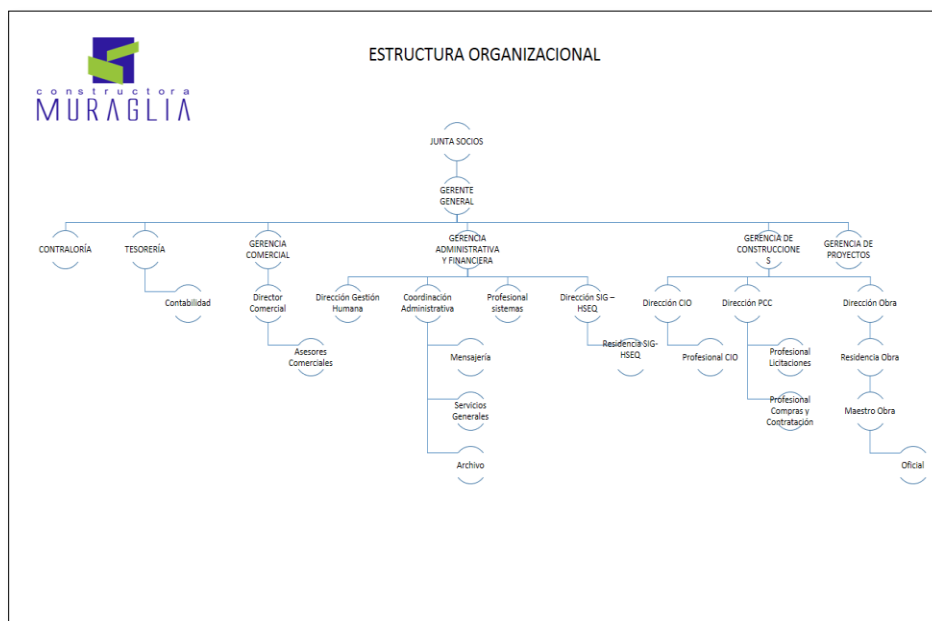 ESTRUCTURA ORGANIZACIONAL
constructora
MURAGLIA
JUNTA SOCIOS
GERENTE
GENERAL
CONTRALORÍA
TESORERÍA
GERENCIA
COMERCIAL
GERENCIA
ADMINISTRATIVA
Y FINANCIERA
GERENCIA DE
CONSTRUCCIONE
S
GERENCIA DE
PROYECTOS
Contabilidad
Director
Comercial
Dirección Gestión
Humana
Coordinación
Administrativa
Profesional
sistemas
Dirección SIG –
HSEQ
Dirección CIO
Dirección PCC
Dirección Obra
Asesores
Comerciales
Mensajería
Residencia SIG-
HSEQ
Profesional CIO
Profesional
Licitaciones
Residencia Obra
Servicios
Generales
Profesional
Compras y
Contratación
Maestro Obra
Archivo
Oficial